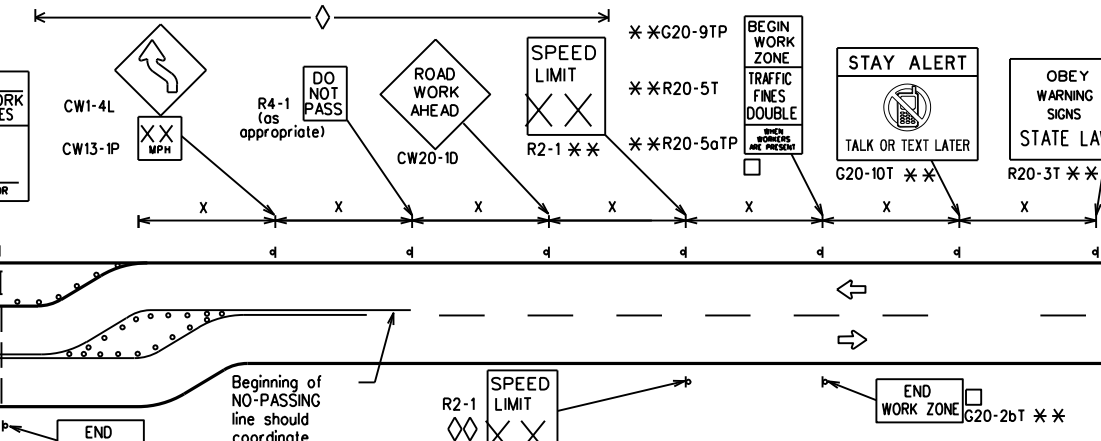 ORK
ES
OR
CW1-4L
CW13-1P
XX
MPH
R4-1
(as
appropriate)
DO
NOT
PASS
ROAD
WORK
AHEAD
CW20-1D
SPEED
LIMIT
X X
R2-1 **
**G20-9TP
**R20-5T
**R20-5aTP
BEGIN
WORK
ZONE
TRAFFIC
FINES
DOUBLE
WHEN
WORKERS
ARE PRESENT
STAY ALERT
TALK OR TEXT LATER
G20-10T **
OBEY
WARNING
SIGNS
STATE LA
R20-3T **
X X X X X X X
Beginning of
NO-PASSING
line should
coordinate
R2-1
SPEED
LIMIT
X X
END
WORK ZONE
G20-2bT **
END